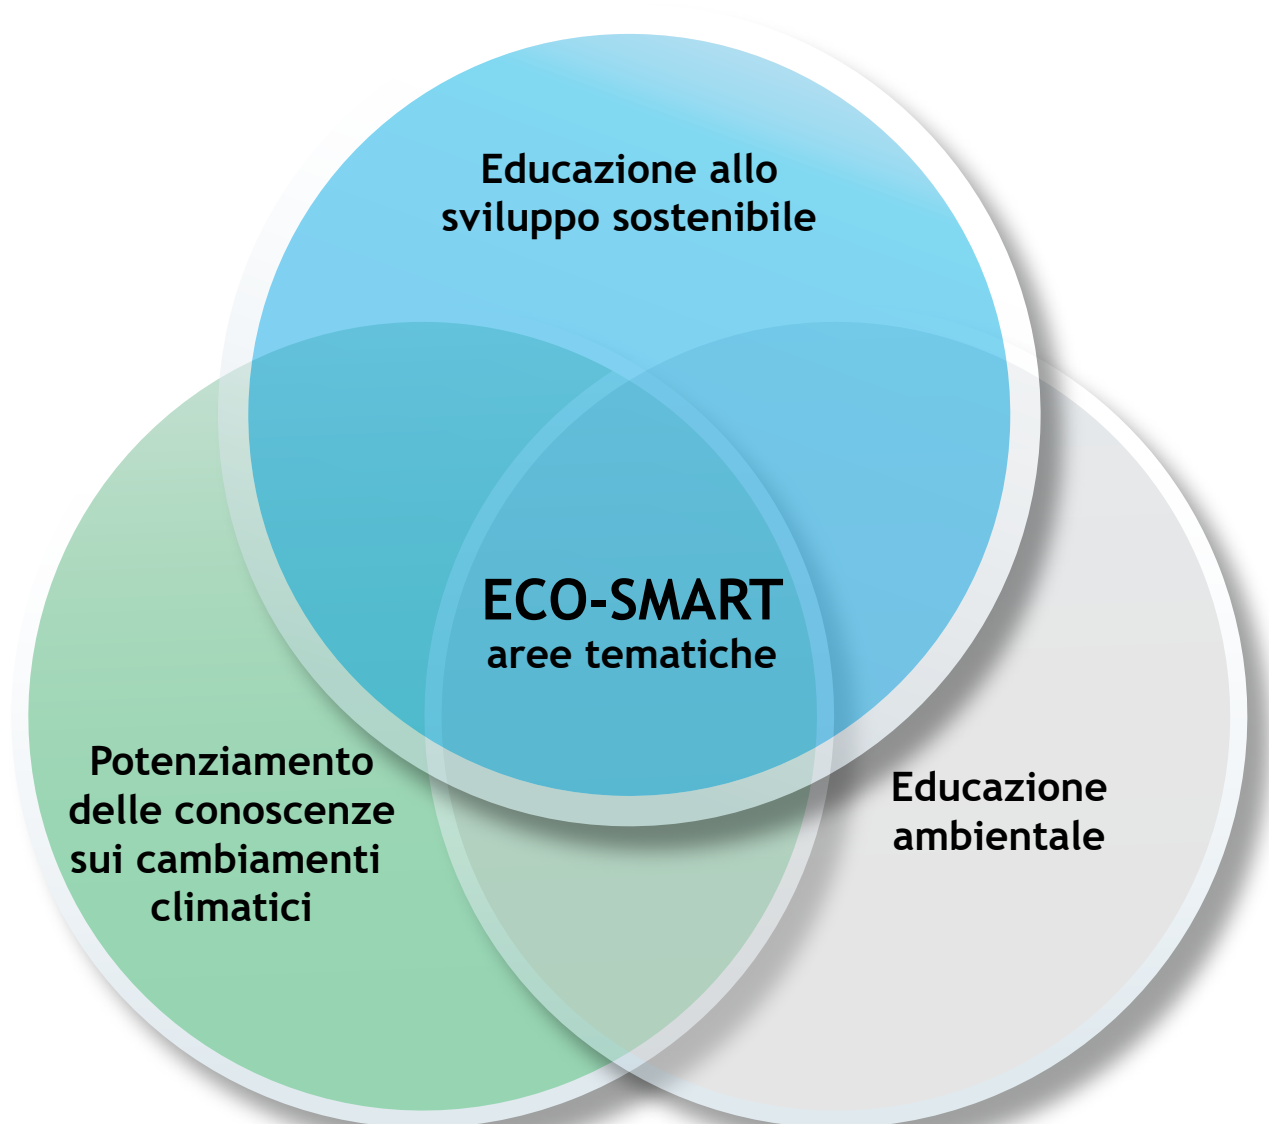 Educazione allo
sviluppo sostenibile
ECO-SMART
aree tematiche
Potenziamento
delle conoscenze
sui cambiamenti
climatici
Educazione
ambientale